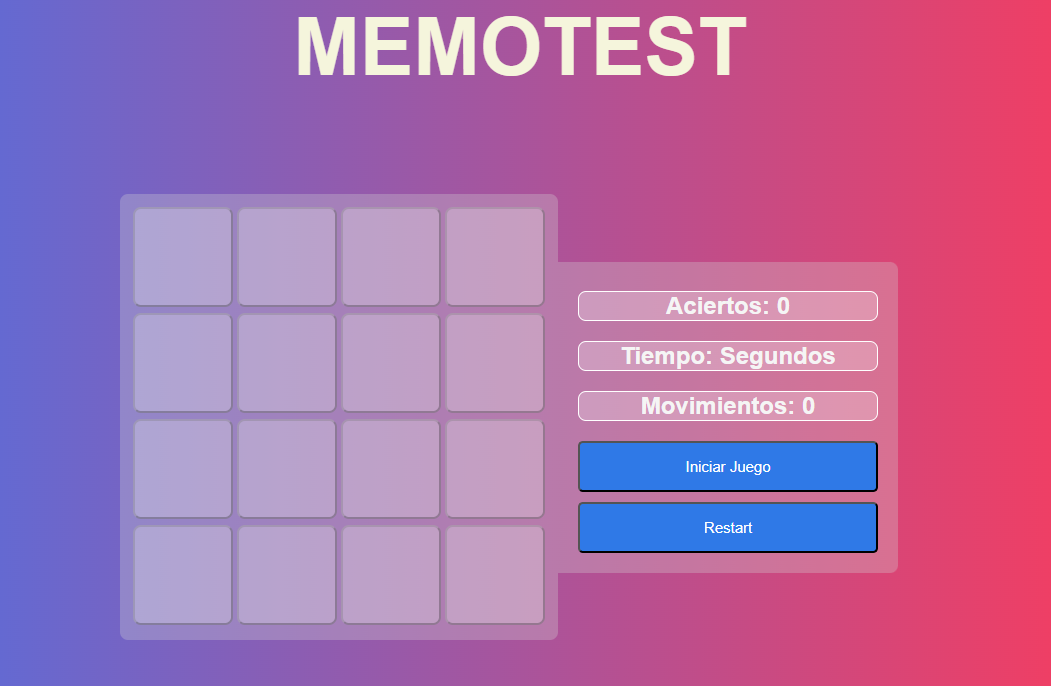 MEMOTEST
Aciertos: 0
Tiempo: Segundos
Movimientos: 0
Iniciar Juego
Restart